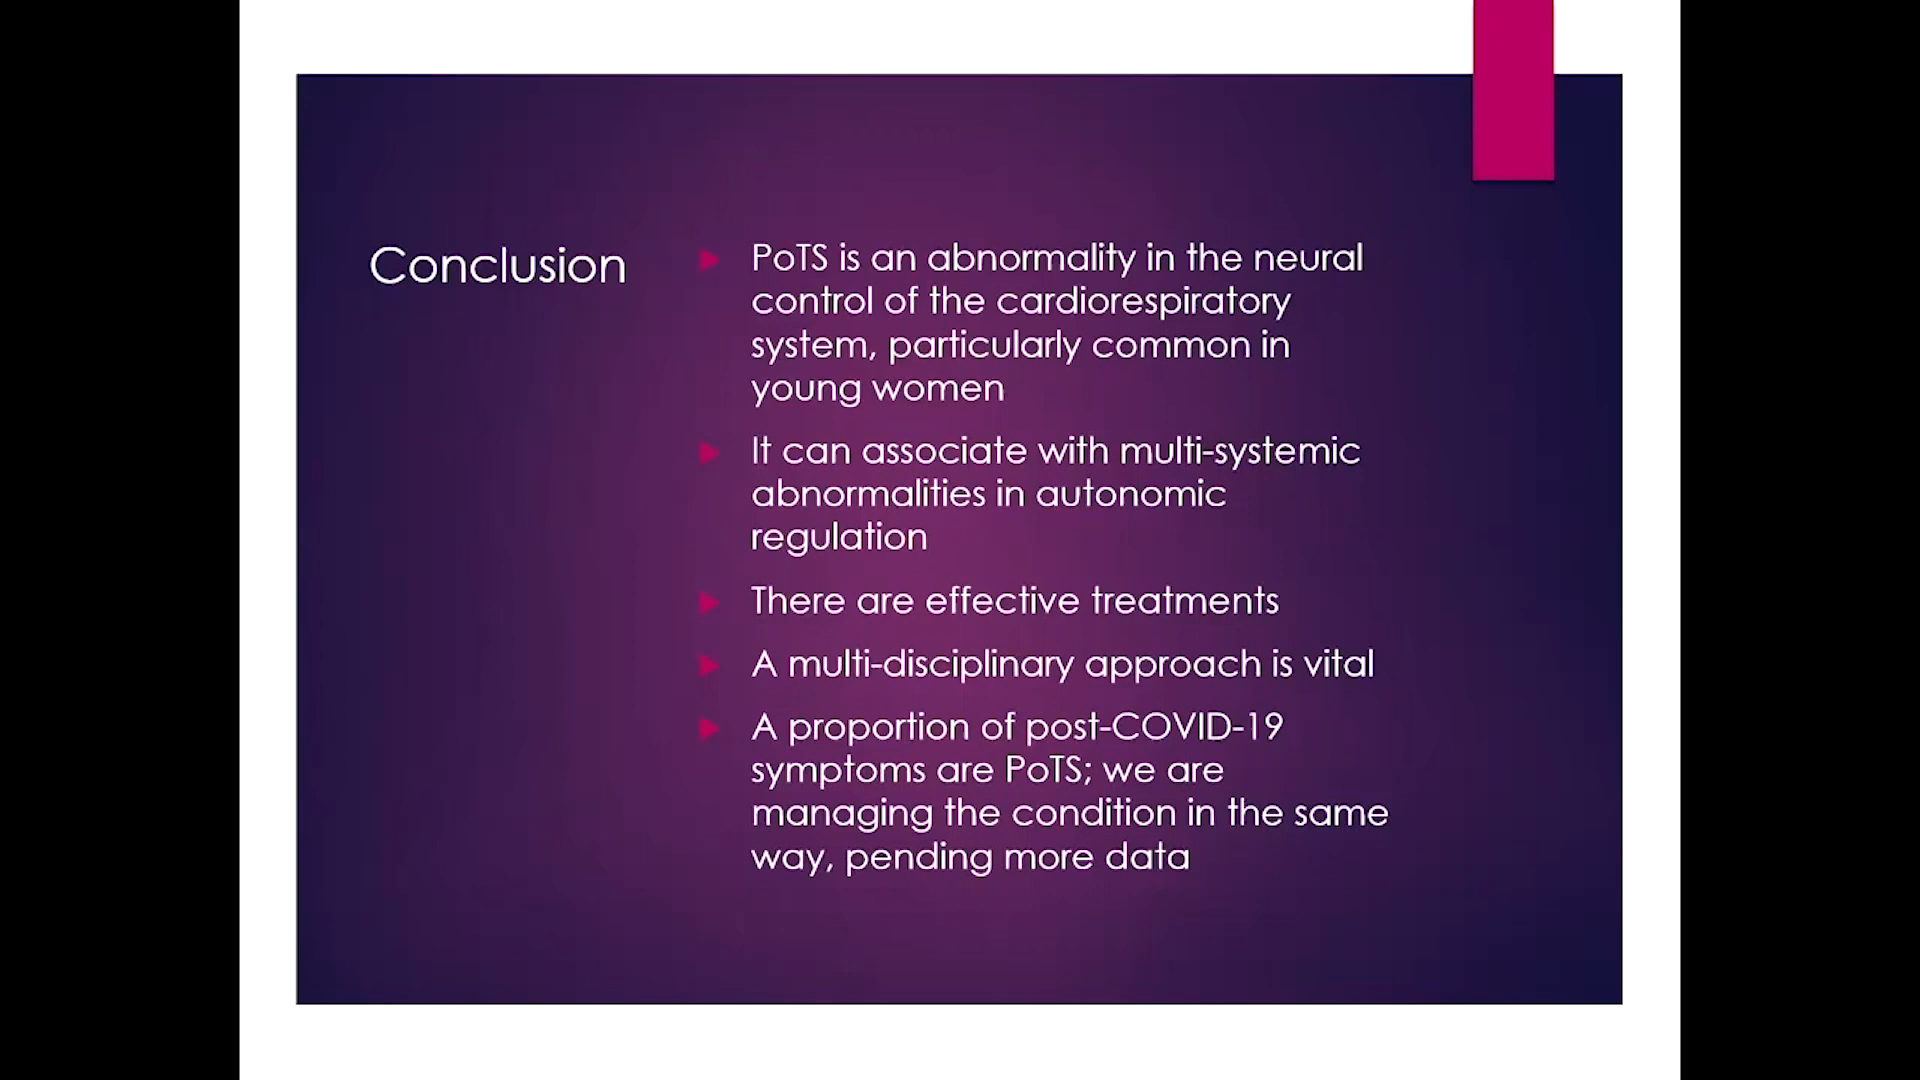 Conclusion
PoTS is an abnormality in the neural
control of the cardiorespiratory
system, particularly common in
young women
It can associate with multi-systemic
abnormalities in autonomic
regulation
There are effective treatments
A multi-disciplinary approach is vital
A proportion of post-COVID-19
symptoms are PoTS; we are
managing the condition in the same
way, pending more data